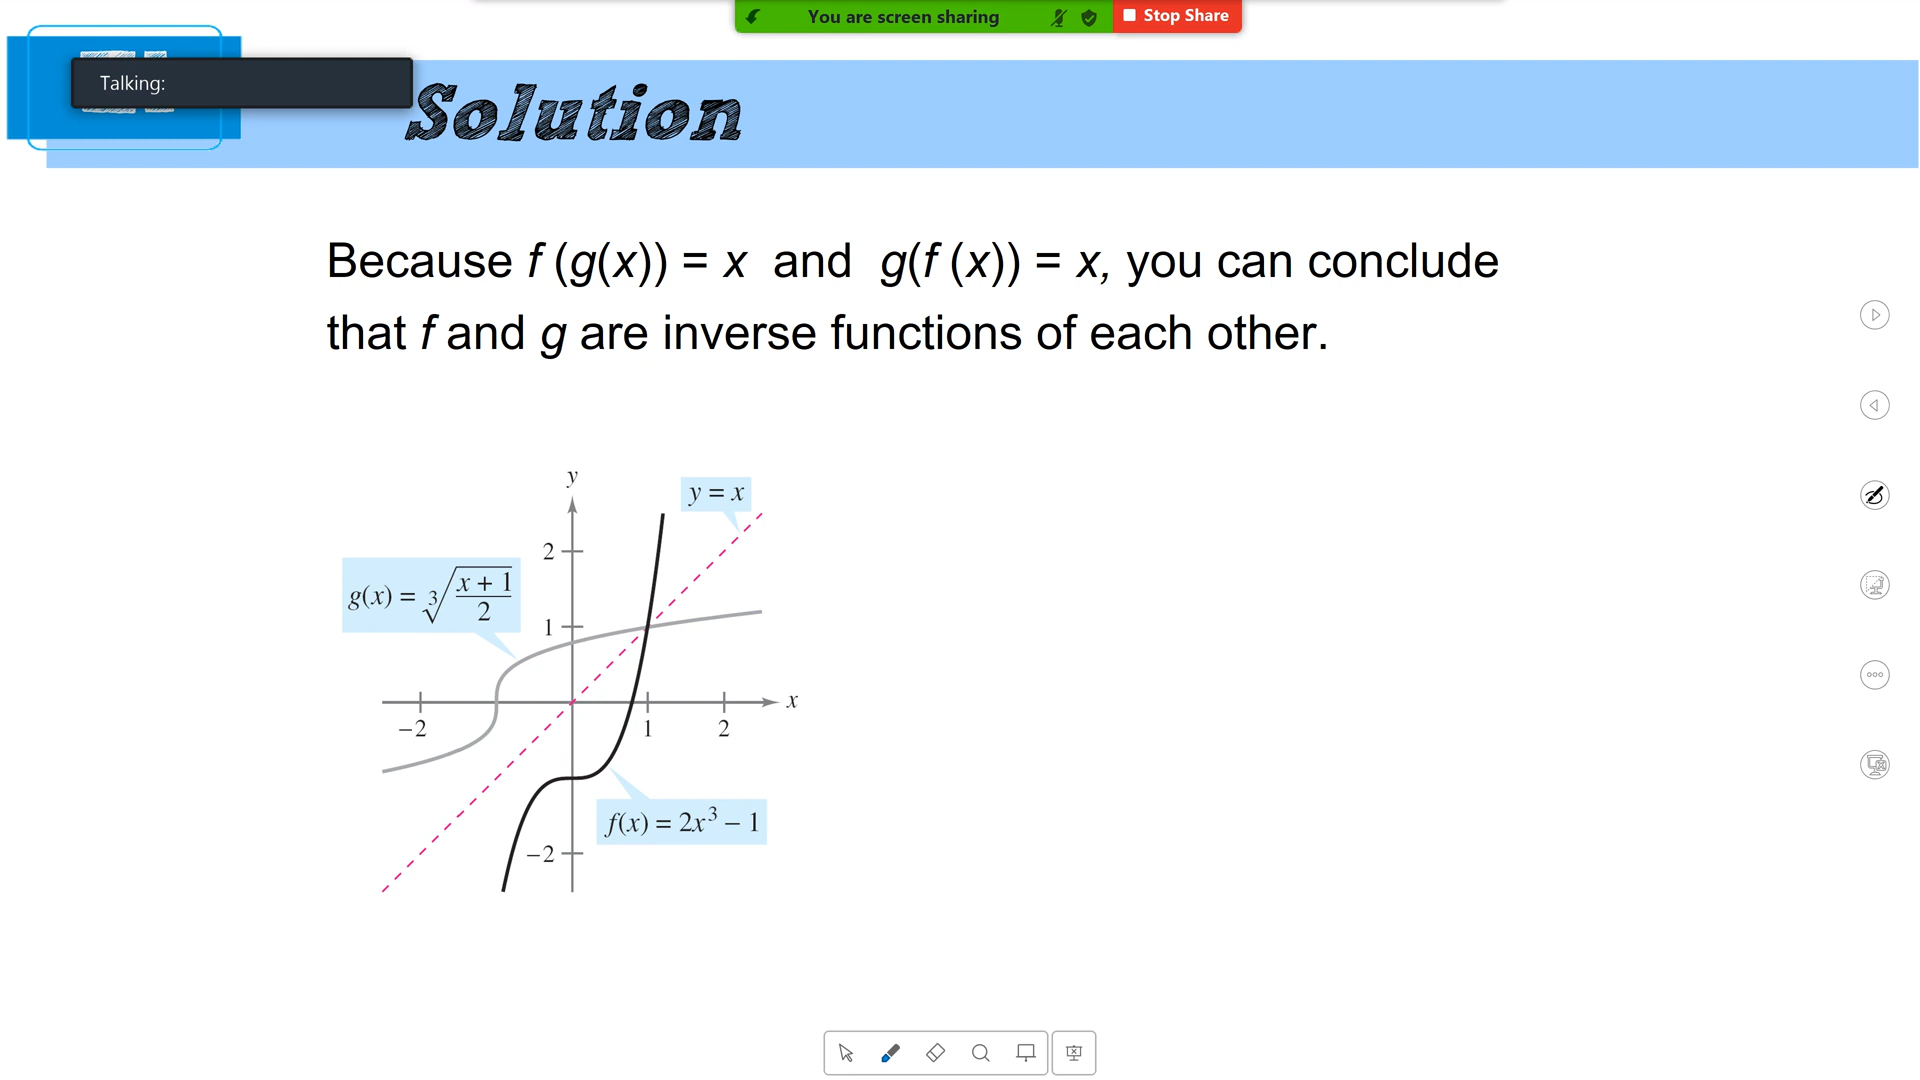 You are screen sharing
Stop Share
Talking:
Solution
Because f (g(x)) = x and g(f (x)) = x, you can conclude
that f and g are inverse functions of each other.
y
y = x
2
g(x) = ∛((x + 1)/2)
1
x
−2
1
2
f(x) = 2x³ − 1
−2